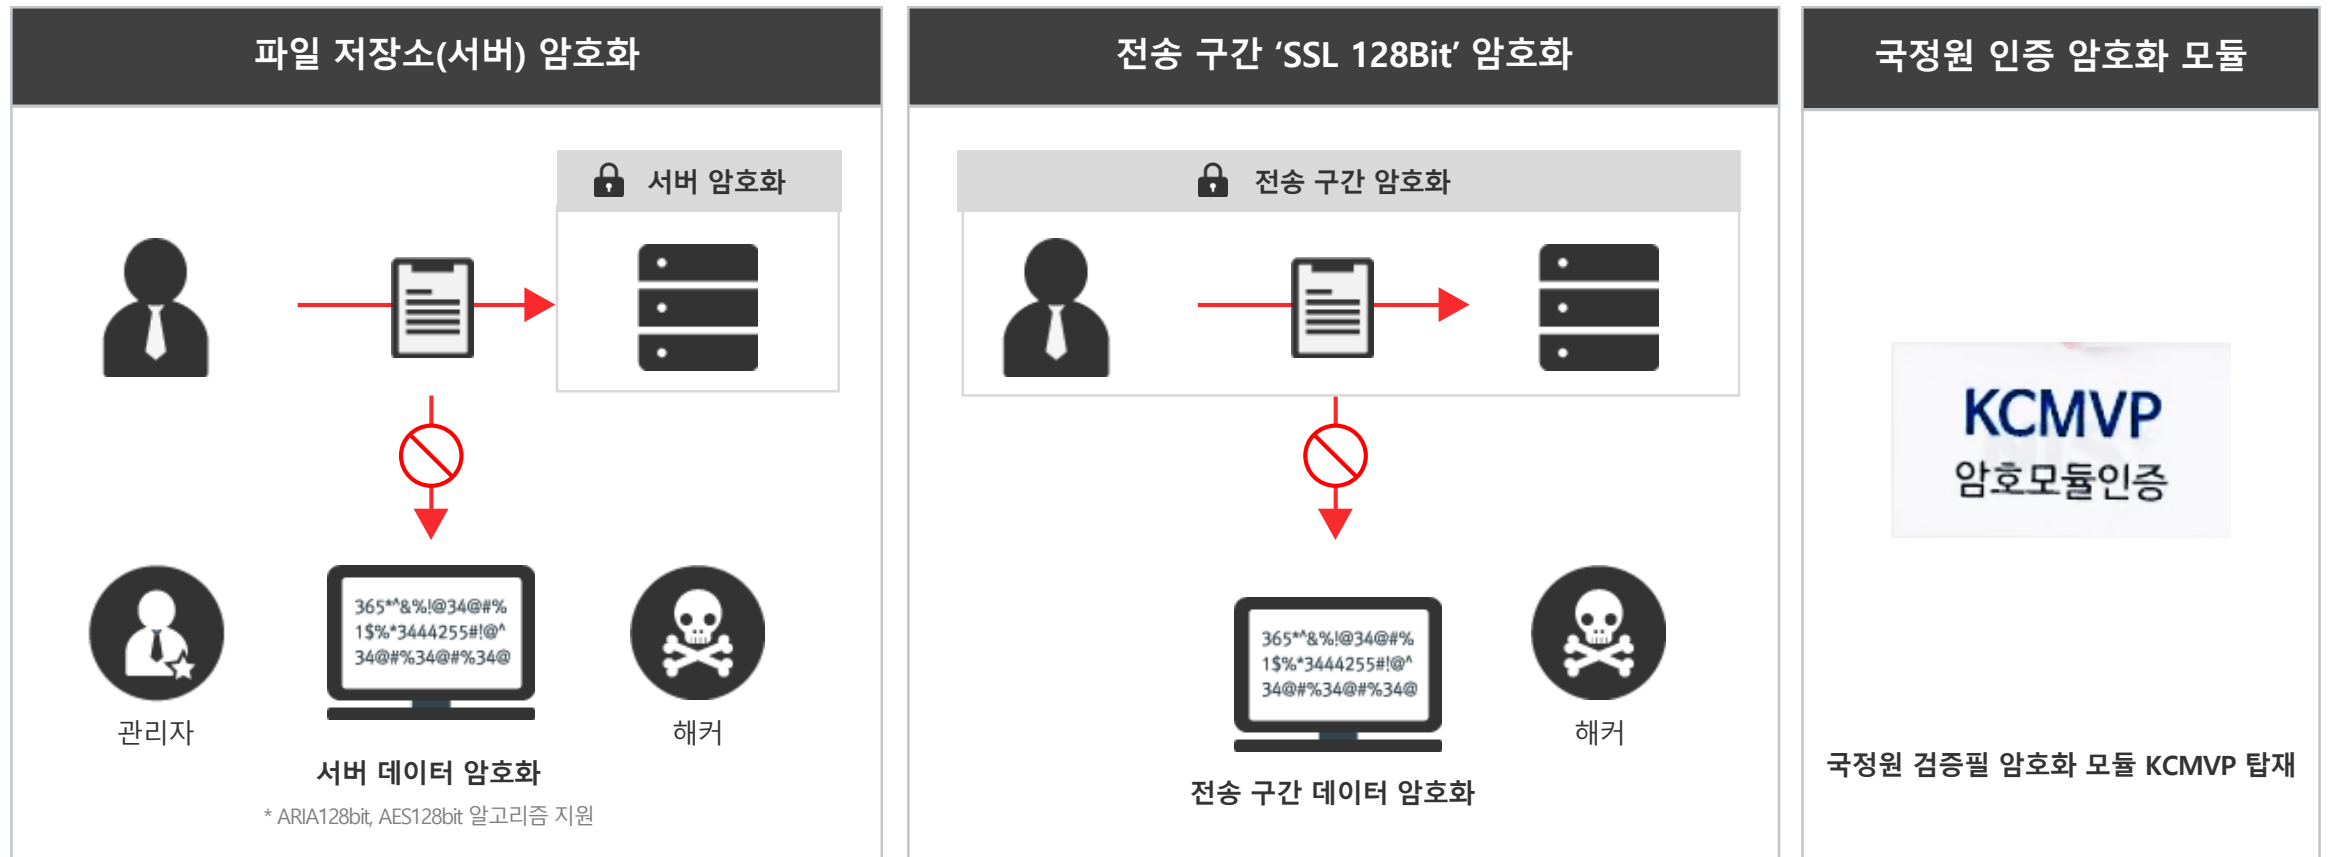 파일 저장소(서버) 암호화
서버 암호화
365*^&%!@34@#%
1$%*3444255#!@^
34@#%34@#%34@
관리자
해커
서버 데이터 암호화
* ARIA128bit, AES128bit 알고리즘 지원
전송 구간 ‘SSL 128Bit’ 암호화
전송 구간 암호화
365*^&%!@34@#%
1$%*3444255#!@^
34@#%34@#%34@
해커
전송 구간 데이터 암호화
국정원 인증 암호화 모듈
KCMVP
암호모듈인증
국정원 검증필 암호화 모듈 KCMVP 탑재